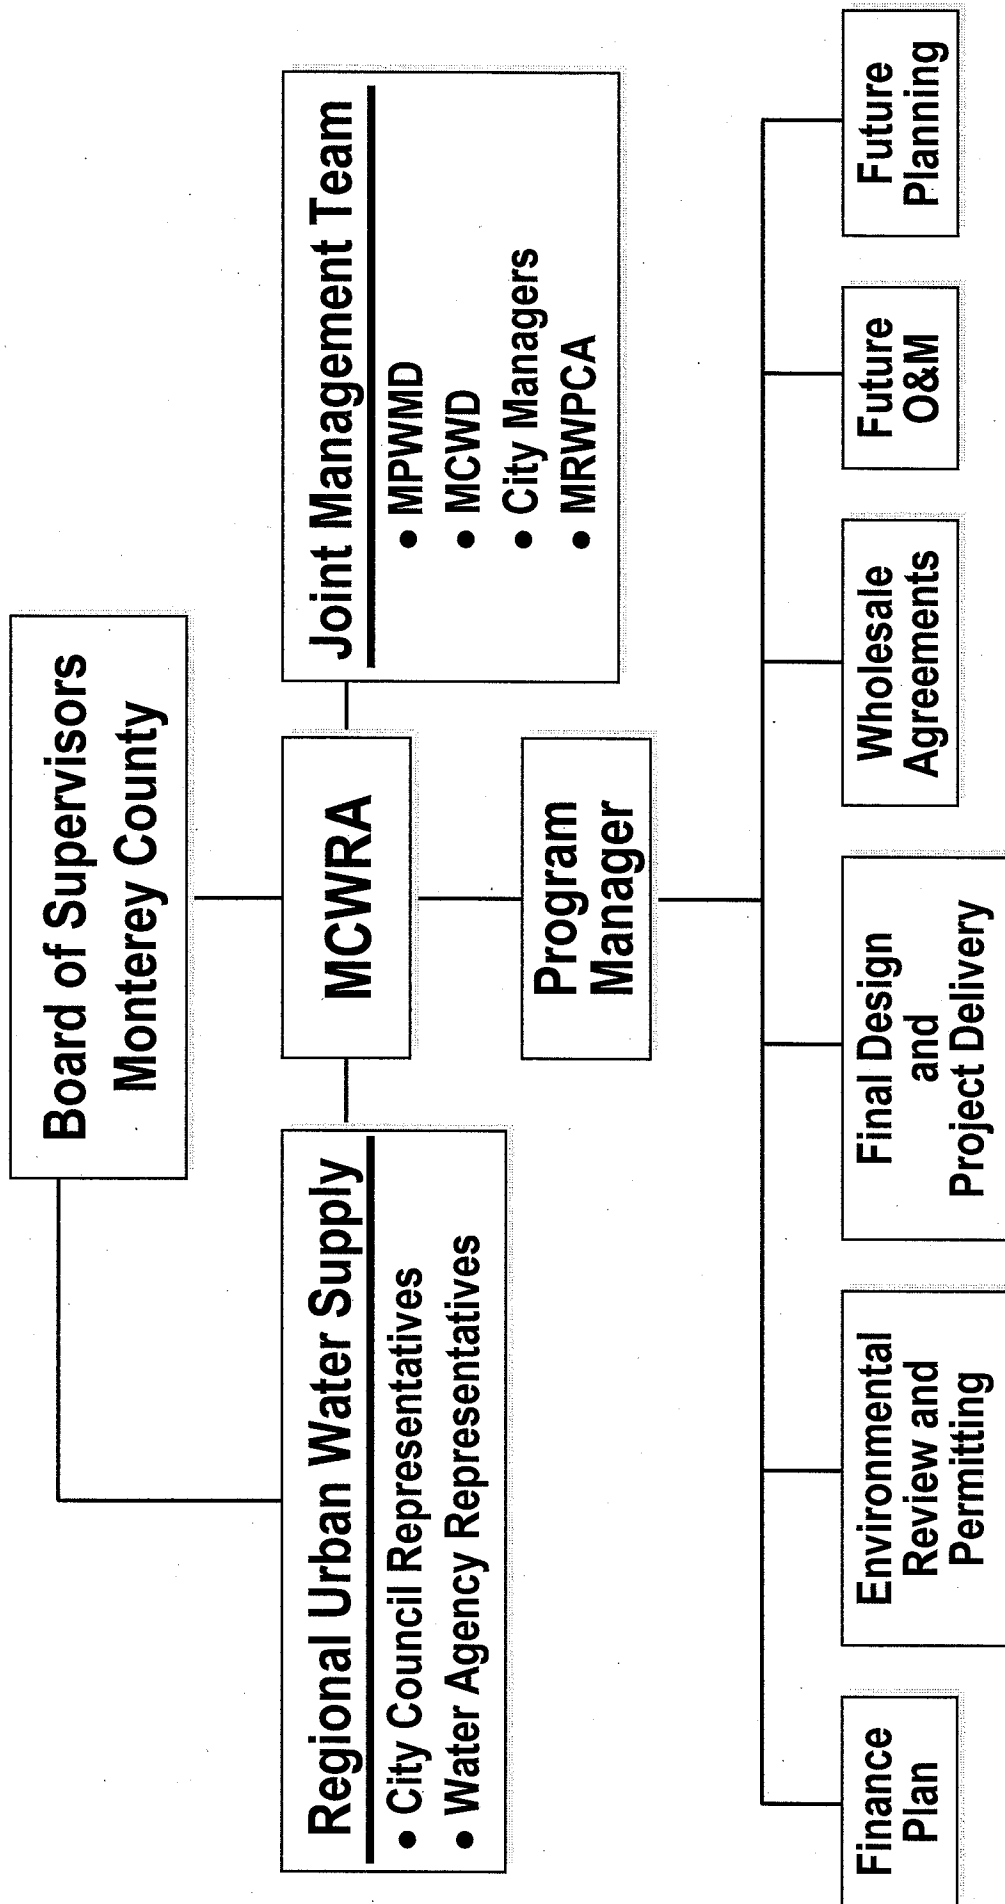 Board of Supervisors
Monterey County
Regional Urban Water Supply
• City Council Representatives
• Water Agency Representatives
MCWRA
Joint Management Team
• MPWMD
• MCWD
• City Managers
• MRWPCA
Program
Manager
Finance
Plan
Environmental
Review and
Permitting
Final Design
and
Project Delivery
Wholesale
Agreements
Future
O&M
Future
Planning